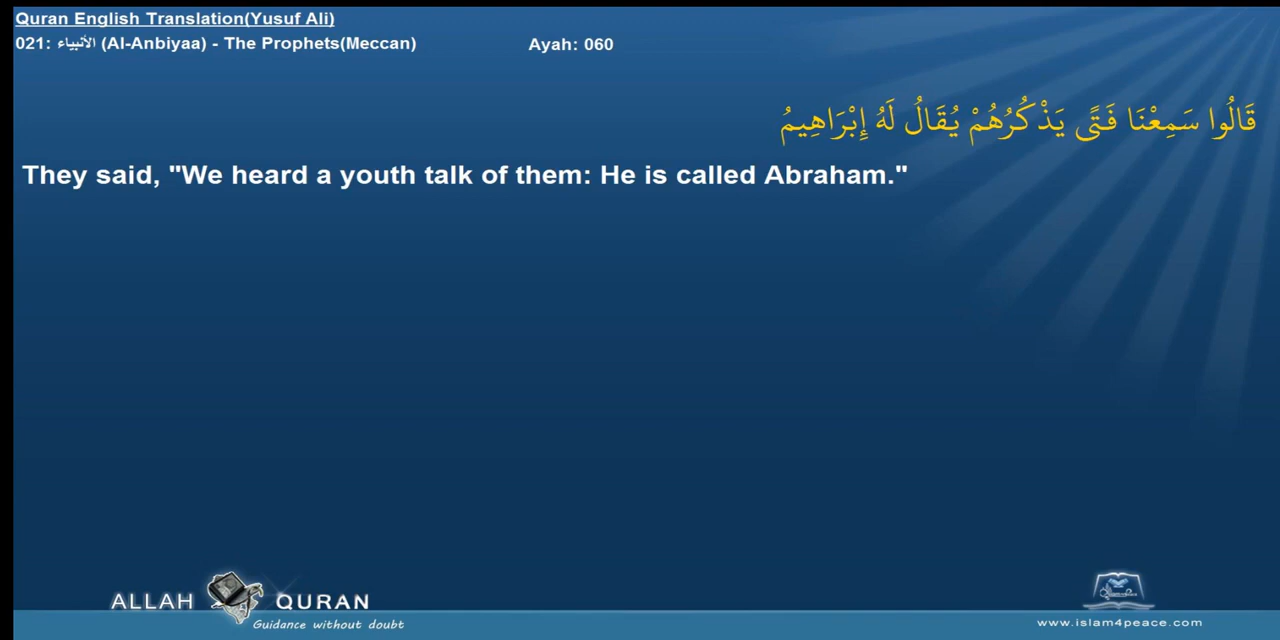 Quran English Translation(Yusuf Ali)
021: الأنبياء (Al-Anbiyaa) - The Prophets(Meccan) Ayah: 060
قَالُوا سَمِعْنَا فَتًى يَذْكُرُهُمْ يُقَالُ لَهُ إِبْرَاهِيمُ
They said, "We heard a youth talk of them: He is called Abraham."
ALLAH QURAN
Guidance without doubt
www.islam4peace.com